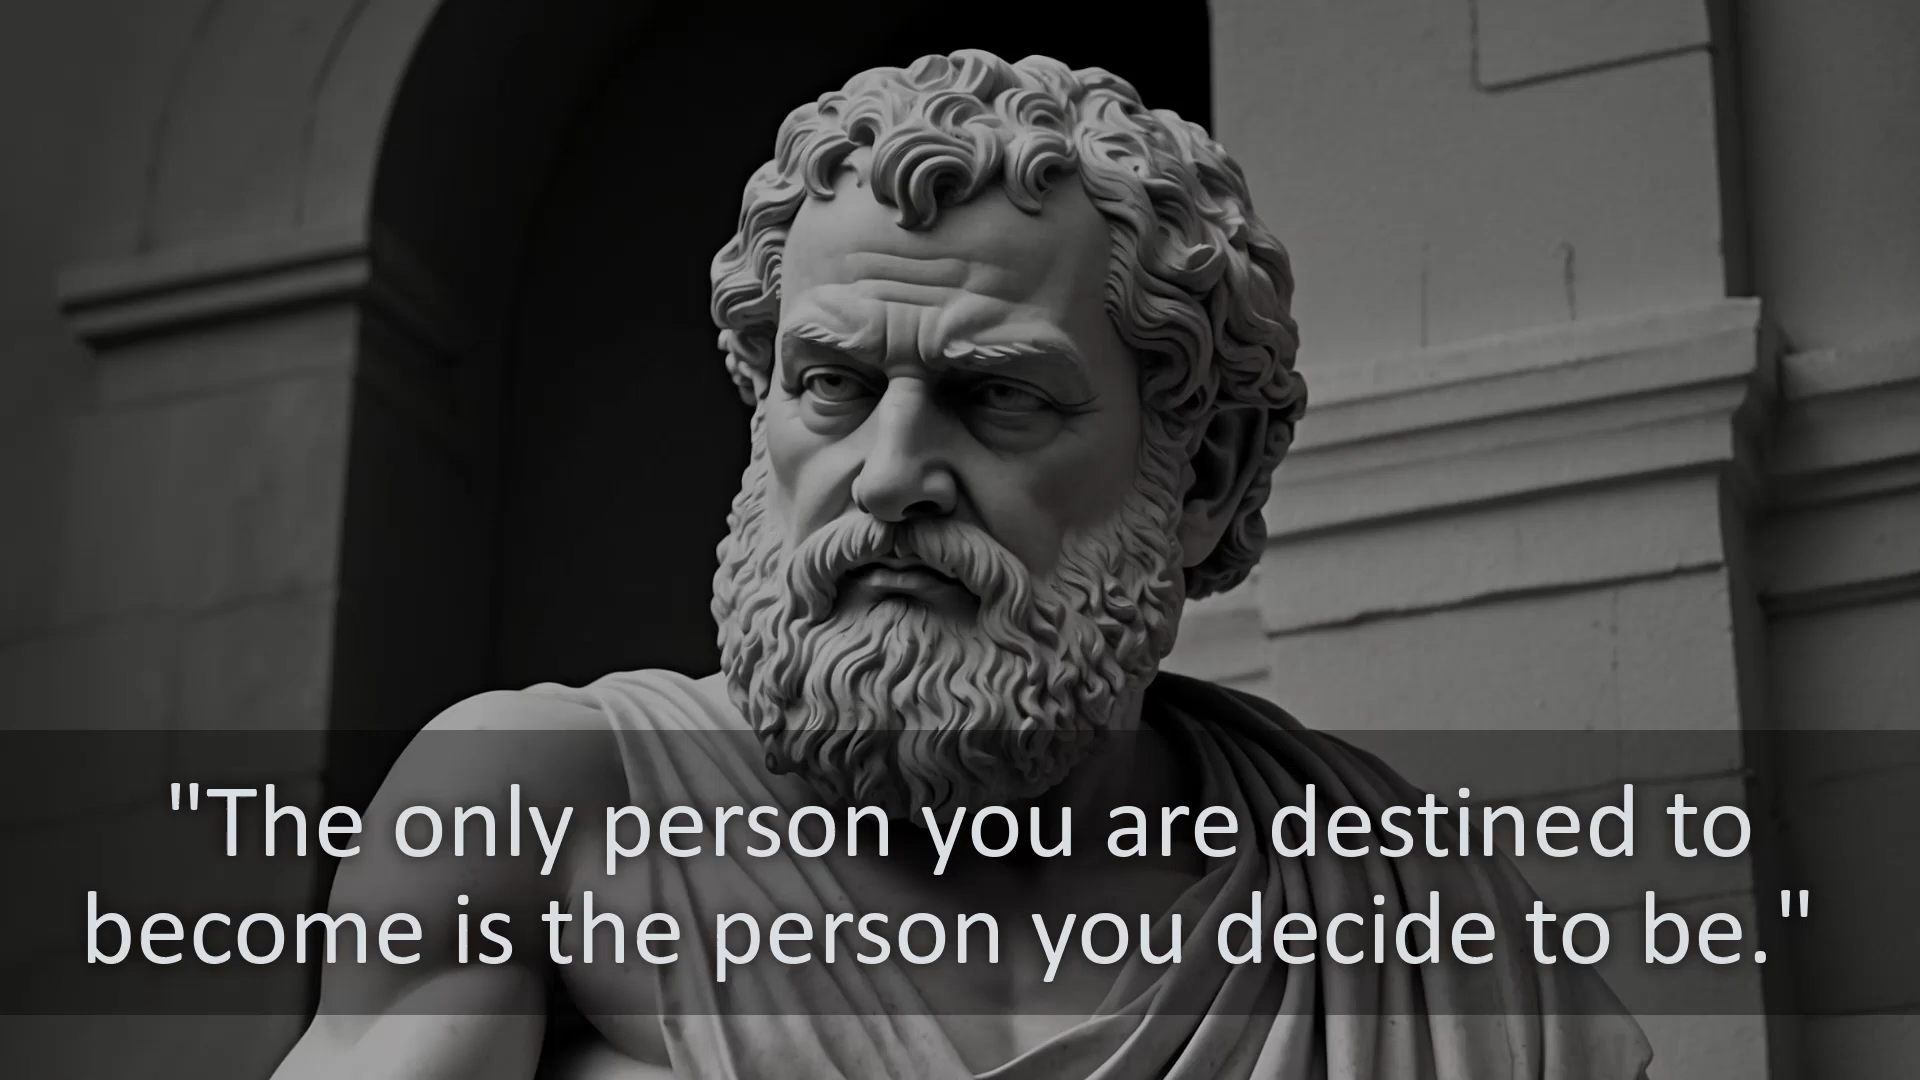 "The only person you are destined to
become is the person you decide to be."